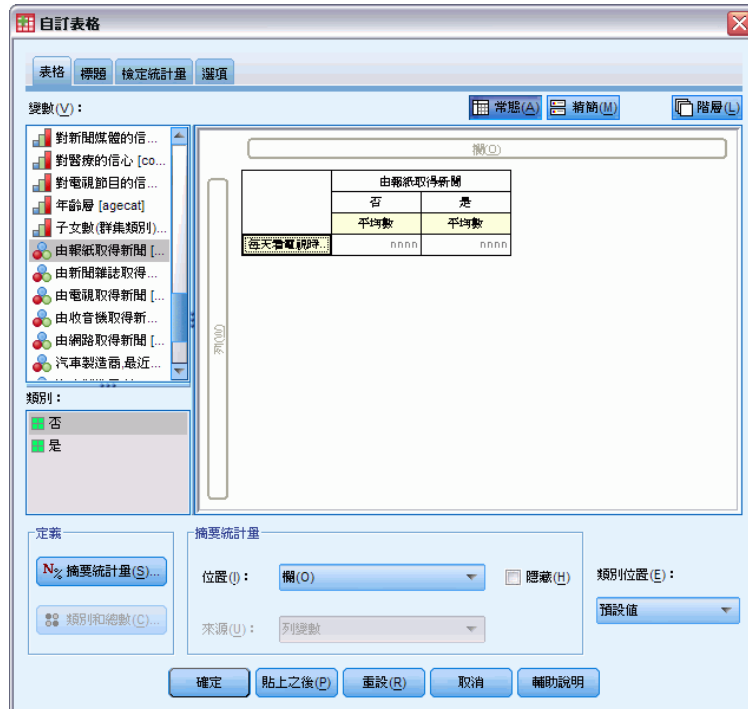 自訂表格
表格 標題 檢定統計量 選項
變數(V)：
常態(A) 精簡(M) 階層(L)
對新聞媒體的信...
對醫療的信心 [co...
對電視節目的信...
年齡層 [agecat]
子女數(群集類別)...
由報紙取得新聞 [...
由新聞雜誌取得...
由電視取得新聞 [...
由收音機取得新...
由網路取得新聞 [...
汽車製造商,最近...
欄(O)
列(W)
由報紙取得新聞
否 是
平均數 平均數
每天看電視時... nnnn nnnn
類別：
否
是
定義
N% 摘要統計量(S)...
類別和總數(C)...
摘要統計量
位置(I)： 欄(O) 隱藏(H)
來源(U)： 列變數
類別位置(E)：
預設值
確定 貼上之後(P) 重設(R) 取消 輔助說明